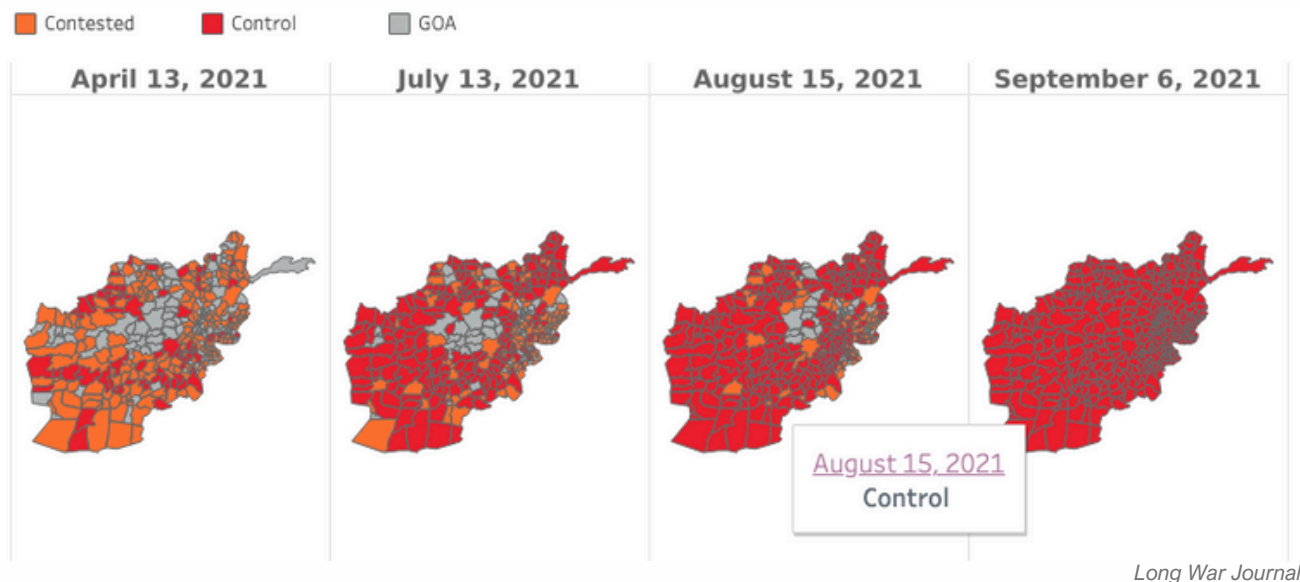 Contested Control GOA
April 13, 2021 July 13, 2021 August 15, 2021 September 6, 2021
August 15, 2021
Control
Long War Journal